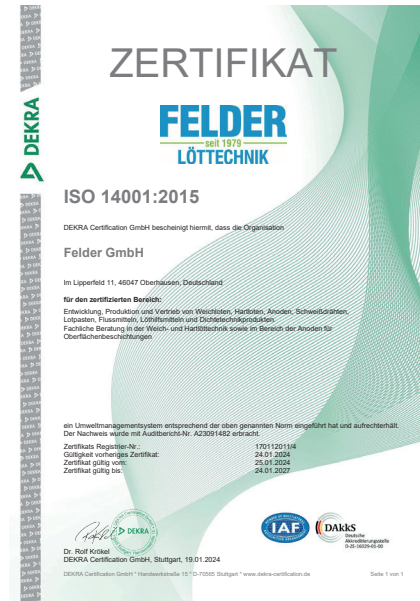 ZERTIFIKAT
DEKRA
FELDER
seit 1979
LÖTTECHNIK
ISO 14001:2015
DEKRA Certification GmbH bescheinigt hiermit, dass die Organisation
Felder GmbH
Im Lipperfeld 11, 46047 Oberhausen, Deutschland
für den zertifizierten Bereich:
Entwicklung, Produktion und Vertrieb von Weichloten, Hartloten, Anoden, Schweißdrähten,
Lotpasten, Flussmitteln, Löthilfsmitteln und Dichtetechnikprodukten.
Fachliche Beratung in der Weich- und Hartlöttechnik sowie im Bereich der Anoden für
Oberflächenbeschichtungen
ein Umweltmanagementsystem entsprechend der oben genannten Norm eingeführt hat und aufrechterhält.
Der Nachweis wurde mit Auditbericht-Nr. A23091482 erbracht.
Zertifikats Registrier-Nr.: 170112011/4
Gültigkeit vorheriges Zertifikat: 24.01.2024
Zertifikat gültig vom: 25.01.2024
Zertifikat gültig bis: 24.01.2027
DEKRA
IAF
DAkkS
Deutsche
Akkreditierungsstelle
D-ZE-16029-01-00
Dr. Rolf Krökel
DEKRA Certification GmbH, Stuttgart, 19.01.2024
DEKRA Certification GmbH * Handwerkstraße 15 * D-70565 Stuttgart * www.dekra-certification.de Seite 1 von 1